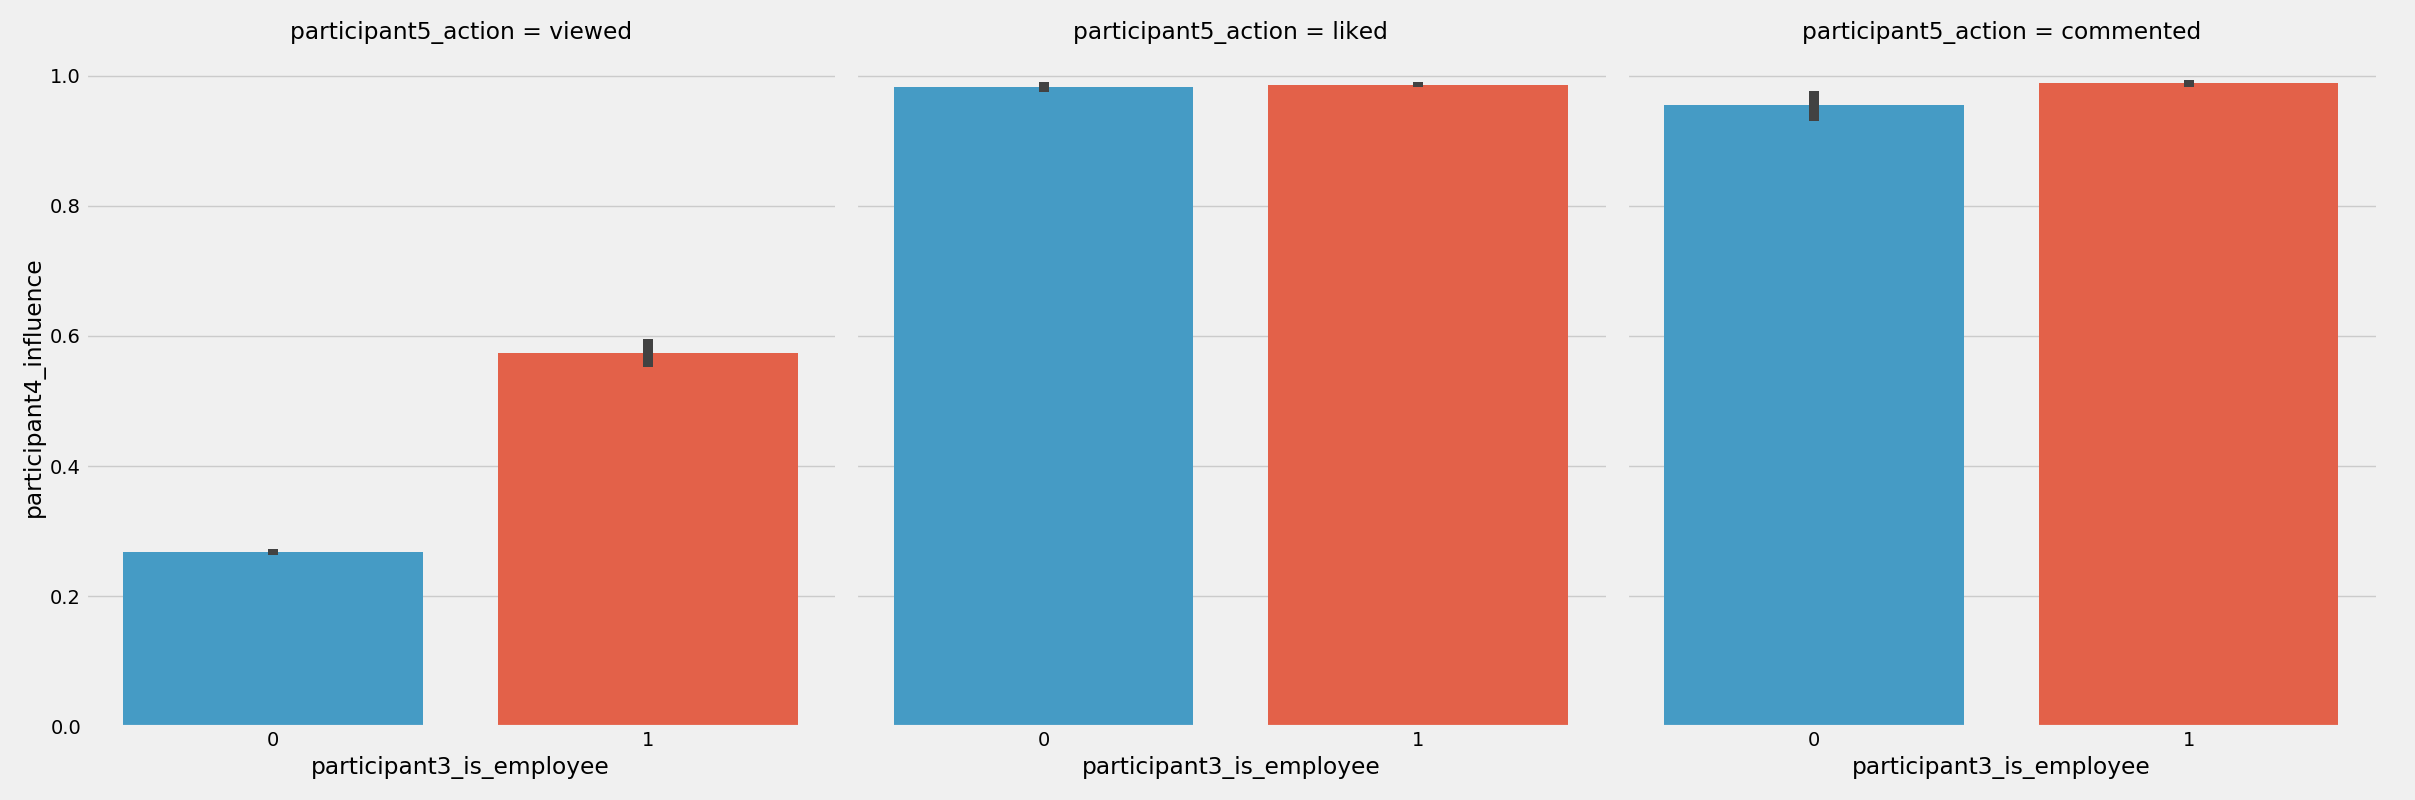 participant5_action = viewed
participant5_action = liked
participant5_action = commented
participant4_influence
1.0
0.8
0.6
0.4
0.2
0.0
0 1
0 1
0 1
participant3_is_employee
participant3_is_employee
participant3_is_employee